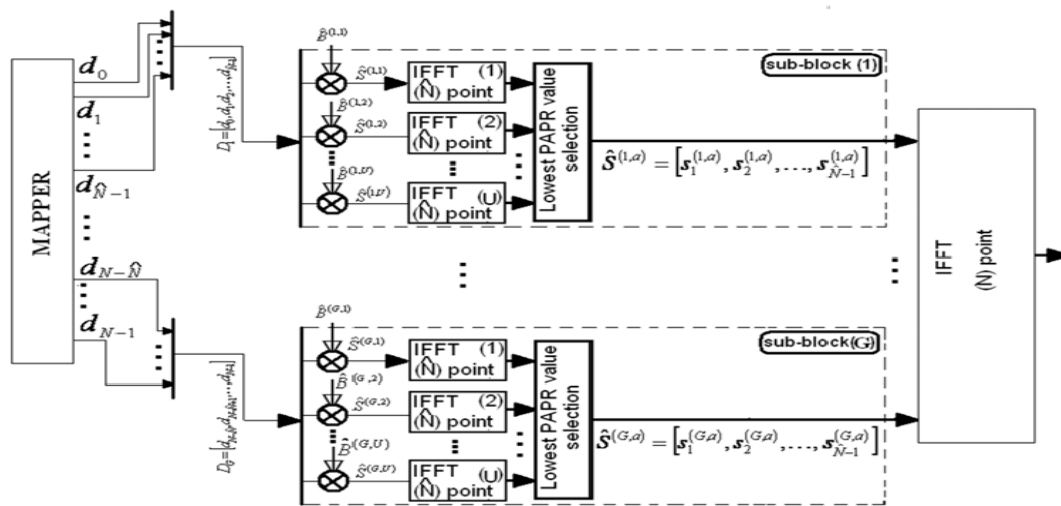 MAPPER
d₀
d₁
d_{N̂−1}
d_{N−N̂}
d_{N−1}
B̂^{(1,1)}
Ŝ^{(1,1)}
IFFT (1)
(N̂) point
B̂^{(1,2)}
Ŝ^{(1,2)}
IFFT (2)
(N̂) point
B̂^{(1,U)}
Ŝ^{(1,U)}
IFFT (U)
(N̂) point
Lowest PAPR value
selection
sub-block (1)
Ŝ^{(1,a)} = [s₁^{(1,a)}, s₂^{(1,a)}, ..., s_{N̂−1}^{(1,a)}]
B̂^{(G,1)}
Ŝ^{(G,1)}
IFFT (1)
(N̂) point
B̂^{'(G,2)}
Ŝ^{(G,2)}
IFFT (2)
(N̂) point
B̂^{'(G,U)}
Ŝ^{(G,U)}
IFFT (U)
(N̂) point
Lowest PAPR value
selection
sub-block(G)
Ŝ^{(G,a)} = [s₁^{(G,a)}, s₂^{(G,a)}, ..., s_{N̂−1}^{(G,a)}]
IFFT
(N) point